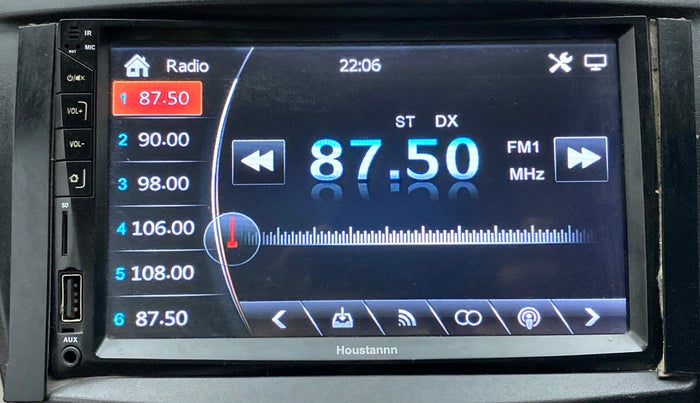 IR
RST MIC
VOL+
VOL-
SD
AUX
Radio
22:06
1 87.50
2 90.00
3 98.00
4 106.00
5 108.00
6 87.50
ST DX
87.50
FM1
MHz
Houstannn